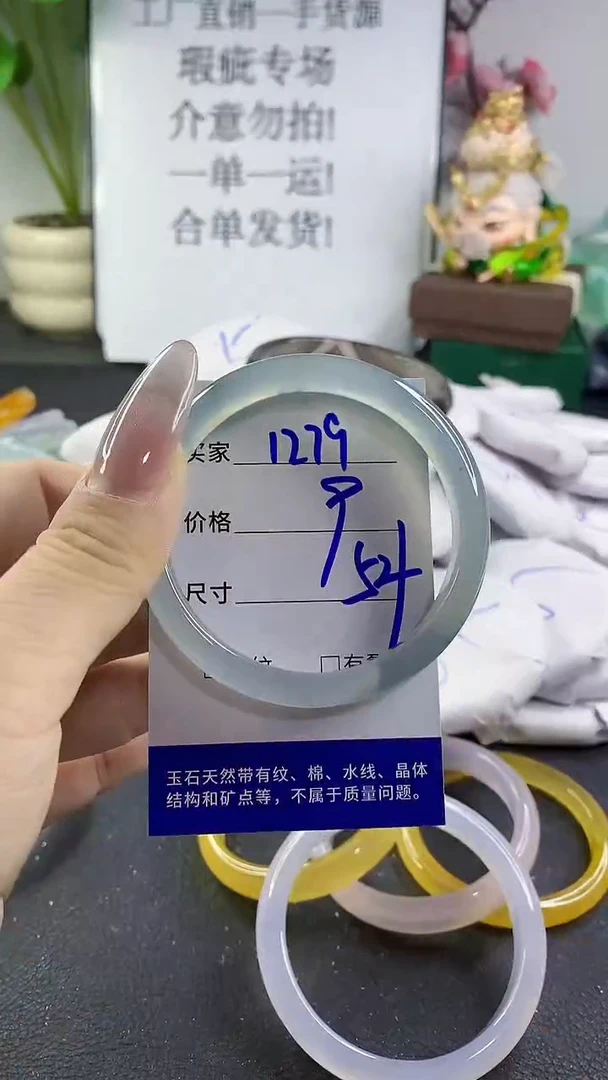 工厂直销一手货源
瑕疵专场
介意勿拍!
一单一运!
合单发货!
买家 1279
价格
尺寸 54
玉石天然带有纹、棉、水线、晶体
结构和矿点等，不属于质量问题。